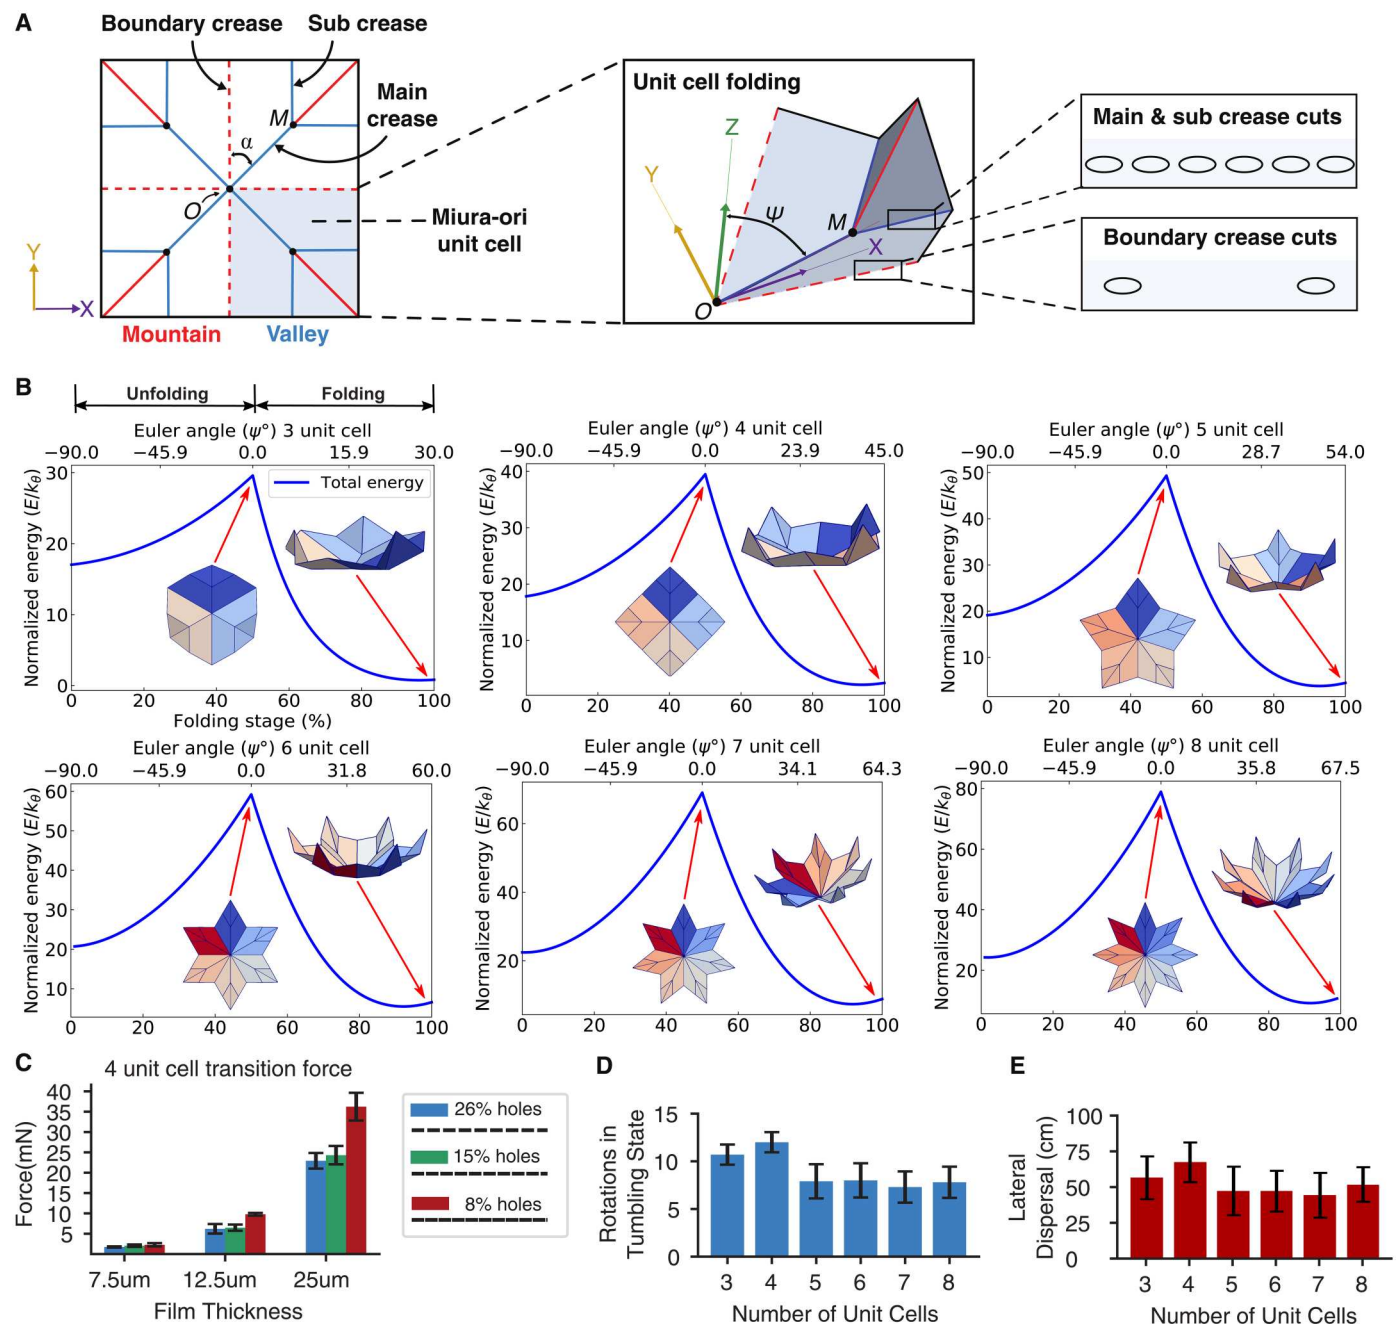 A
Boundary crease
Sub crease
Main
crease
M
α
O
Miura-ori
unit cell
Y
X
Mountain
Valley
Unit cell folding
Z
Y
Ψ
M
X
O
Main & sub crease cuts
Boundary crease cuts
B
Unfolding
Folding
Euler angle (ψ°) 3 unit cell
−90.0 −45.9 0.0 15.9 30.0
Normalized energy (E/kθ)
30
20
10
0
Total energy
0 20 40 60 80 100
Folding stage (%)
Euler angle (ψ°) 4 unit cell
−90.0 −45.9 0.0 23.9 45.0
Normalized energy (E/kθ)
40
30
20
10
0 20 40 60 80 100
Euler angle (ψ°) 5 unit cell
−90.0 −45.9 0.0 28.7 54.0
Normalized energy (E/kθ)
50
40
30
20
10
0 20 40 60 80 100
Euler angle (ψ°) 6 unit cell
−90.0 −45.9 0.0 31.8 60.0
Normalized energy (E/kθ)
60
50
40
30
20
10
0 20 40 60 80 100
Euler angle (ψ°) 7 unit cell
−90.0 −45.9 0.0 34.1 64.3
Normalized energy (E/kθ)
60
40
20
0 20 40 60 80 100
Euler angle (ψ°) 8 unit cell
−90.0 −45.9 0.0 35.8 67.5
Normalized energy (E/kθ)
80
60
40
20
0 20 40 60 80 100
C
4 unit cell transition force
Force(mN)
40
35
30
25
20
15
10
5
7.5um 12.5um 25um
Film Thickness
26% holes
15% holes
8% holes
D
Rotations in
Tumbling State
15
10
5
0
3 4 5 6 7 8
Number of Unit Cells
E
Lateral
Dispersal (cm)
100
75
50
25
0
3 4 5 6 7 8
Number of Unit Cells